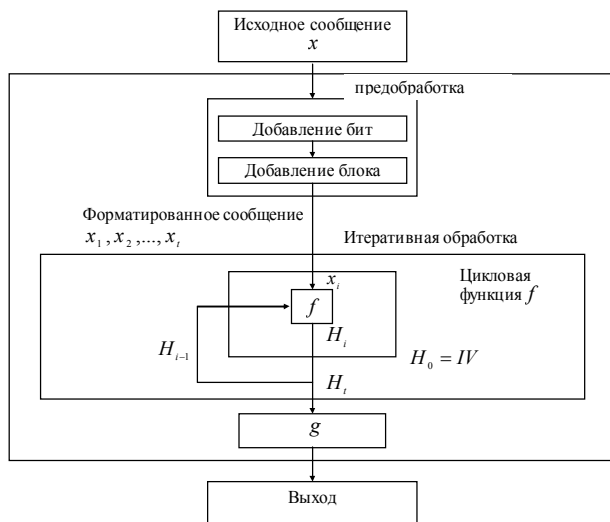 Исходное сообщение
x
предобработка
Добавление бит
Добавление блока
Форматированное сообщение
x₁, x₂, ..., xₜ
Итеративная обработка
Цикловая
функция f
xᵢ
f
Hᵢ
Hᵢ₋₁
H₀ = IV
Hₜ
g
Выход